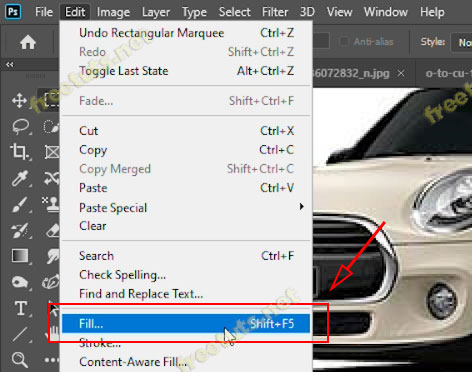 Ps File Edit Image Layer Type Select Filter 3D View Window
Anti-alias Style: No
66072832_n.jpg × o-to-cu-t
Undo Rectangular Marquee Ctrl+Z
Redo Shift+Ctrl+Z
Toggle Last State Alt+Ctrl+Z
Fade... Shift+Ctrl+F
Cut Ctrl+X
Copy Ctrl+C
Copy Merged Shift+Ctrl+C
Paste Ctrl+V
Paste Special
Clear
Search Ctrl+F
Check Spelling...
Find and Replace Text...
Fill... Shift+F5
Stroke...
Content-Aware Fill...
freetuts.net
freetuts.net
freetuts.net
freetuts.net